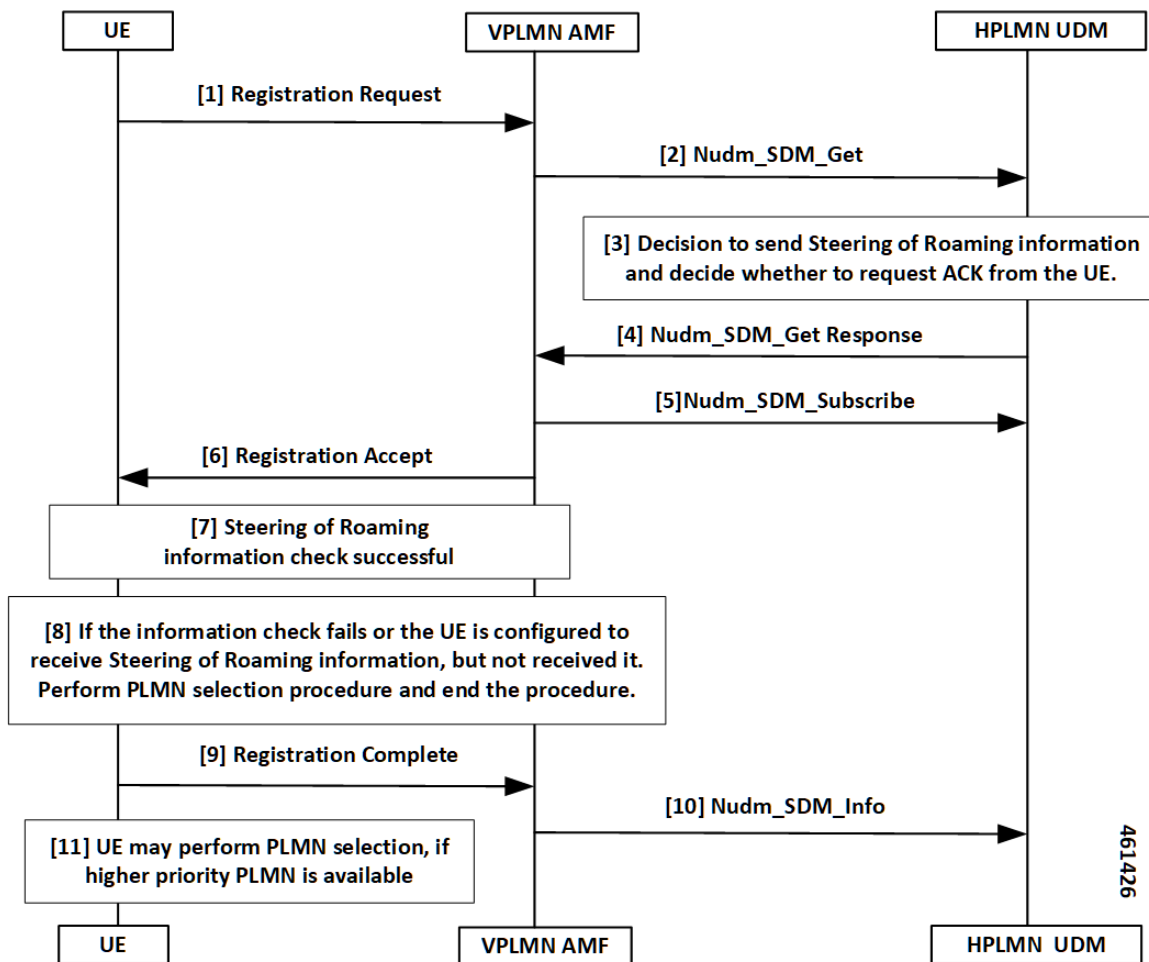 UE
VPLMN AMF
HPLMN UDM
[1] Registration Request
[2] Nudm_SDM_Get
[3] Decision to send Steering of Roaming information
and decide whether to request ACK from the UE.
[4] Nudm_SDM_Get Response
[5]Nudm_SDM_Subscribe
[6] Registration Accept
[7] Steering of Roaming
information check successful
[8] If the information check fails or the UE is configured to
receive Steering of Roaming information, but not received it.
Perform PLMN selection procedure and end the procedure.
[9] Registration Complete
[10] Nudm_SDM_Info
[11] UE may perform PLMN selection, if
higher priority PLMN is available
461426
UE
VPLMN AMF
HPLMN UDM